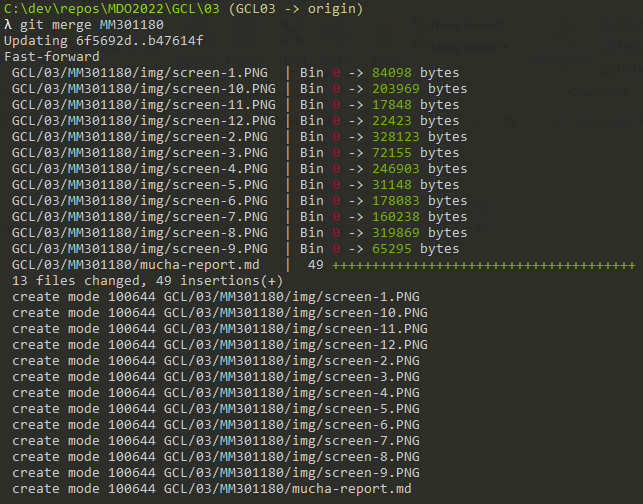 C:\dev\repos\MDO2022\GCL\03 (GCL03 -> origin)
λ git merge MM301180
Updating 6f5692d..b47614f
Fast-forward
 GCL/03/MM301180/img/screen-1.PNG  | Bin 0 -> 84098 bytes
 GCL/03/MM301180/img/screen-10.PNG | Bin 0 -> 203969 bytes
 GCL/03/MM301180/img/screen-11.PNG | Bin 0 -> 17848 bytes
 GCL/03/MM301180/img/screen-12.PNG | Bin 0 -> 22423 bytes
 GCL/03/MM301180/img/screen-2.PNG  | Bin 0 -> 328123 bytes
 GCL/03/MM301180/img/screen-3.PNG  | Bin 0 -> 72155 bytes
 GCL/03/MM301180/img/screen-4.PNG  | Bin 0 -> 246903 bytes
 GCL/03/MM301180/img/screen-5.PNG  | Bin 0 -> 31148 bytes
 GCL/03/MM301180/img/screen-6.PNG  | Bin 0 -> 178083 bytes
 GCL/03/MM301180/img/screen-7.PNG  | Bin 0 -> 160238 bytes
 GCL/03/MM301180/img/screen-8.PNG  | Bin 0 -> 319869 bytes
 GCL/03/MM301180/img/screen-9.PNG  | Bin 0 -> 65295 bytes
 GCL/03/MM301180/mucha-report.md   |  49 ++++++++++++++++++++++++++++++++++++++
 13 files changed, 49 insertions(+)
 create mode 100644 GCL/03/MM301180/img/screen-1.PNG
 create mode 100644 GCL/03/MM301180/img/screen-10.PNG
 create mode 100644 GCL/03/MM301180/img/screen-11.PNG
 create mode 100644 GCL/03/MM301180/img/screen-12.PNG
 create mode 100644 GCL/03/MM301180/img/screen-2.PNG
 create mode 100644 GCL/03/MM301180/img/screen-3.PNG
 create mode 100644 GCL/03/MM301180/img/screen-4.PNG
 create mode 100644 GCL/03/MM301180/img/screen-5.PNG
 create mode 100644 GCL/03/MM301180/img/screen-6.PNG
 create mode 100644 GCL/03/MM301180/img/screen-7.PNG
 create mode 100644 GCL/03/MM301180/img/screen-8.PNG
 create mode 100644 GCL/03/MM301180/img/screen-9.PNG
 create mode 100644 GCL/03/MM301180/mucha-report.md